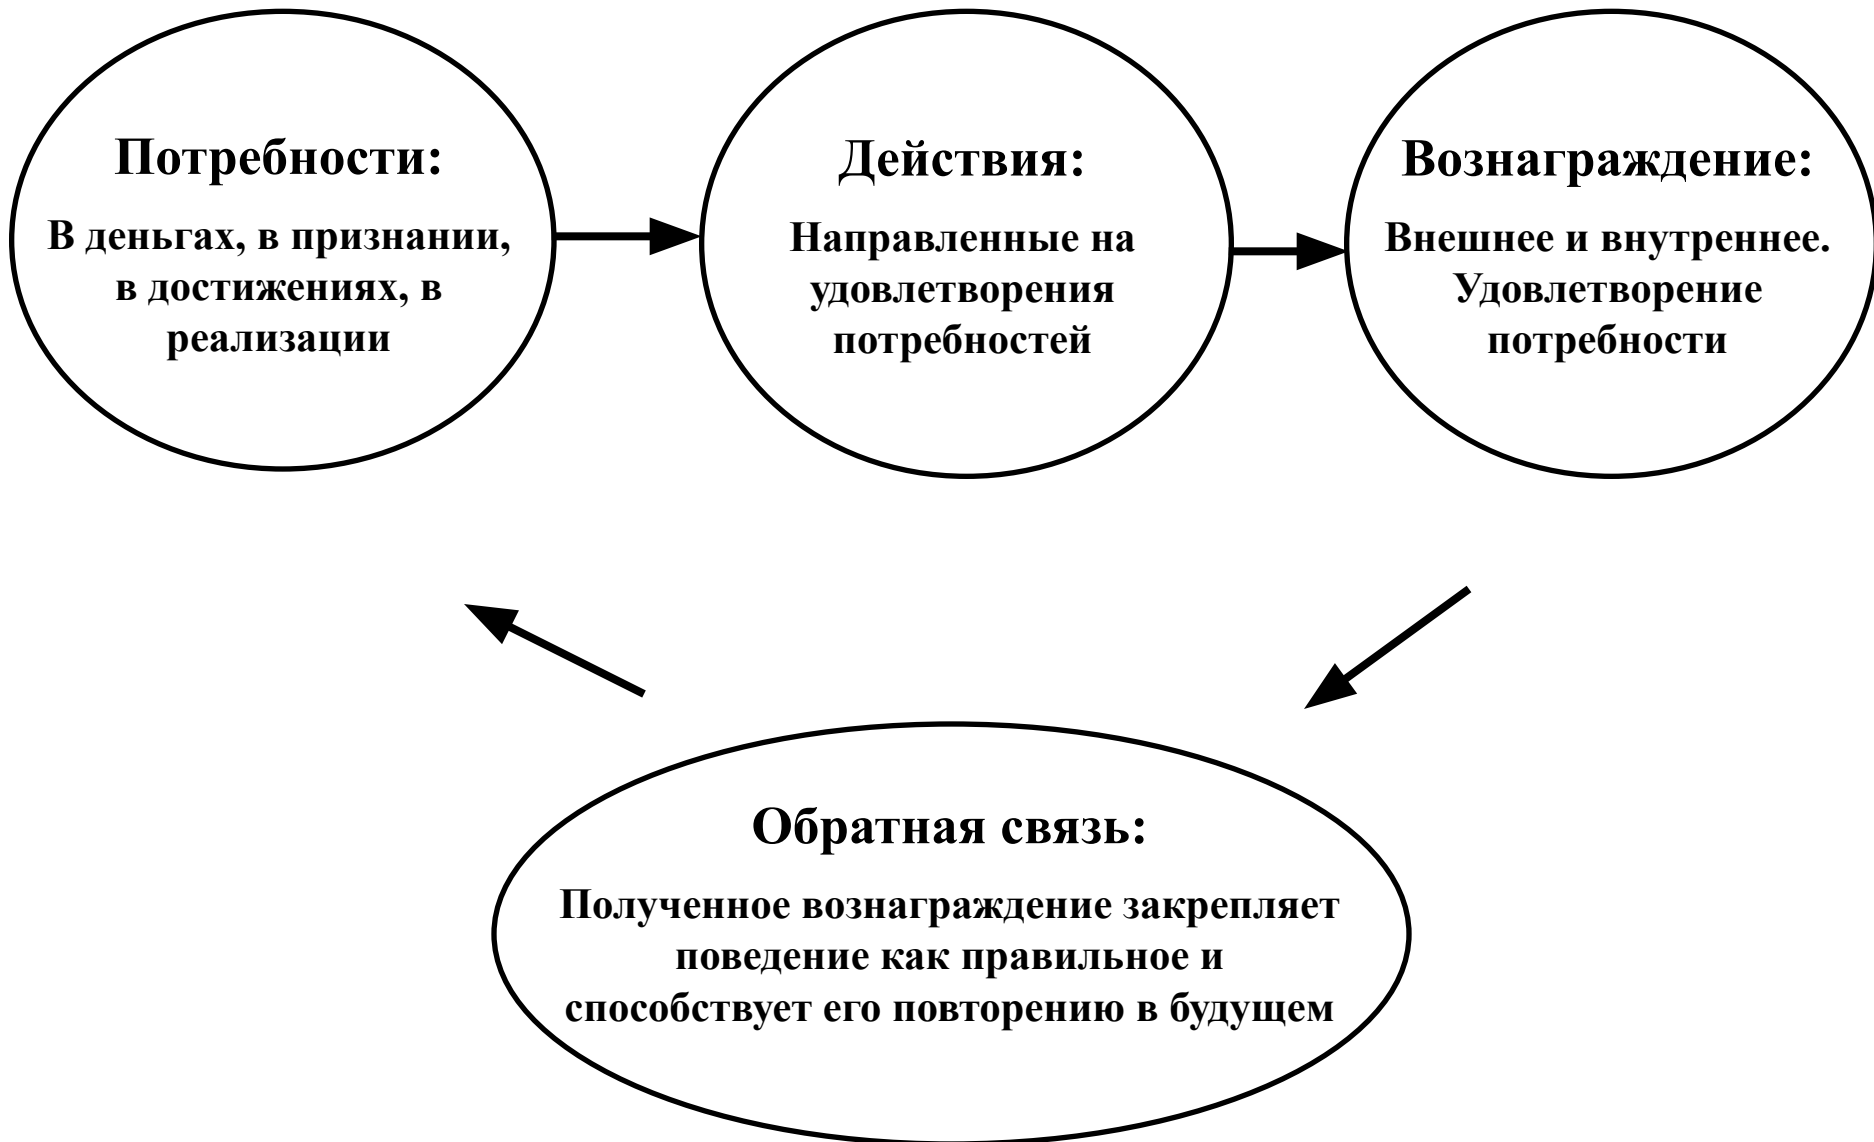 Потребности:
В деньгах, в признании,
в достижениях, в
реализации
Действия:
Направленные на
удовлетворения
потребностей
Вознаграждение:
Внешнее и внутреннее.
Удовлетворение
потребности
Обратная связь:
Полученное вознаграждение закрепляет
поведение как правильное и
способствует его повторению в будущем